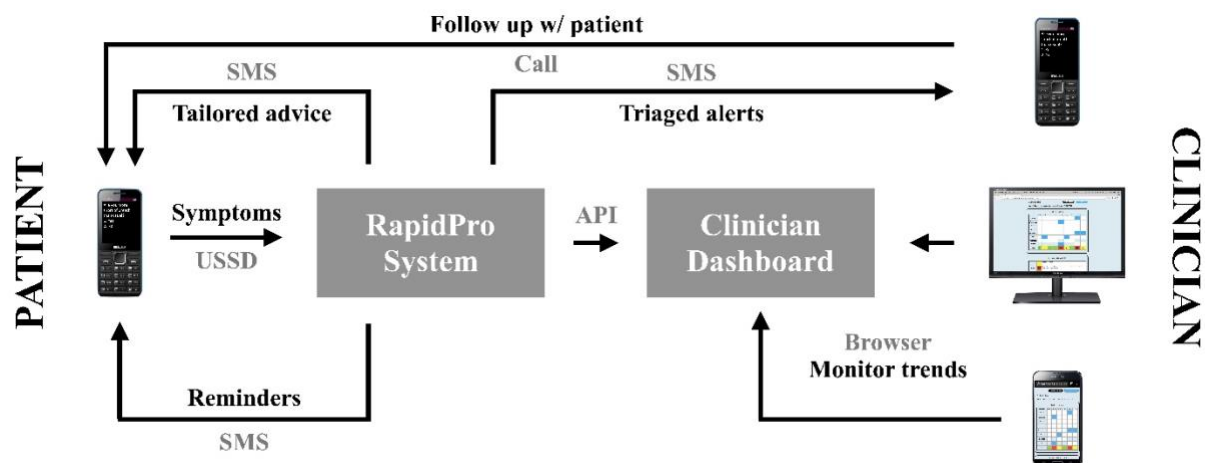 Follow up w/ patient
Call
SMS
Tailored advice
SMS
Triaged alerts
PATIENT
Symptoms
USSD
RapidPro
System
API
Clinician
Dashboard
CLINICIAN
Browser
Monitor trends
Reminders
SMS